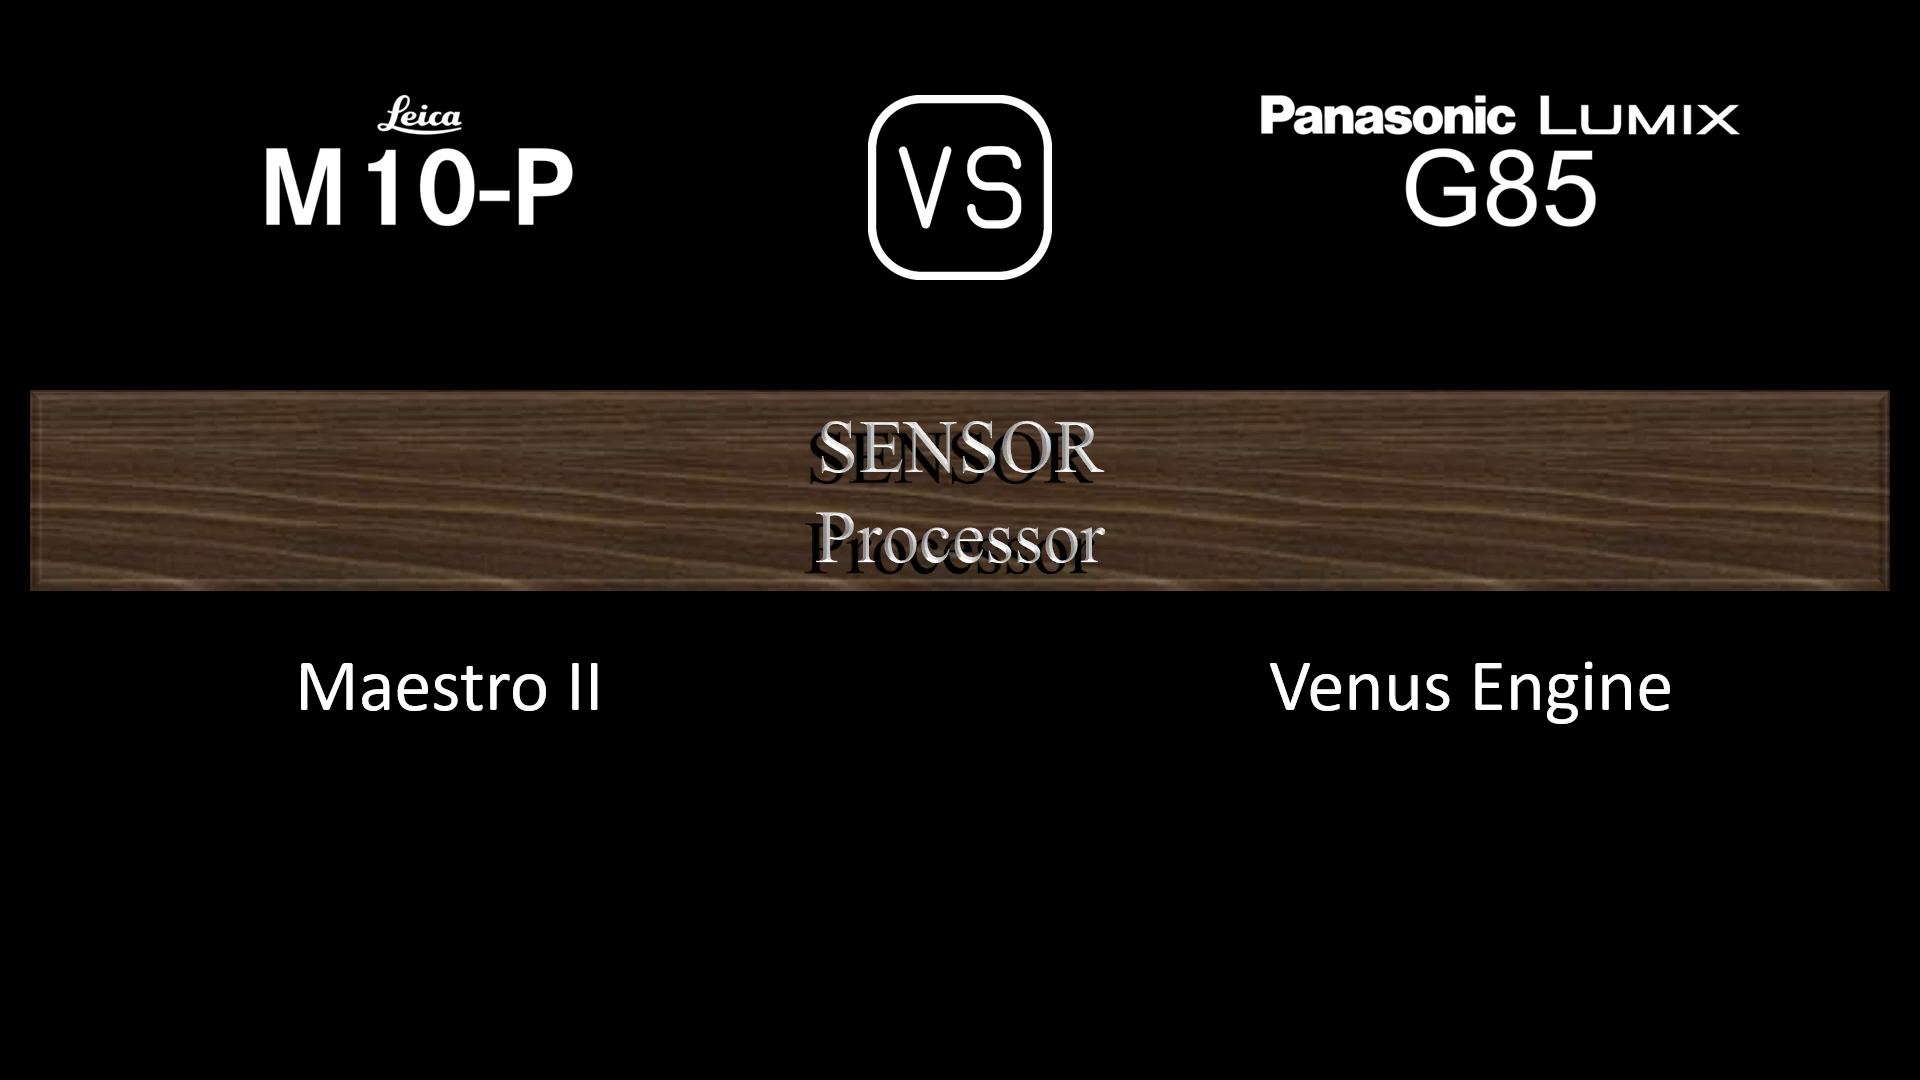 Leica
M10-P
VS
Panasonic LUMIX
G85
SENSOR
Processor
Maestro II
Venus Engine